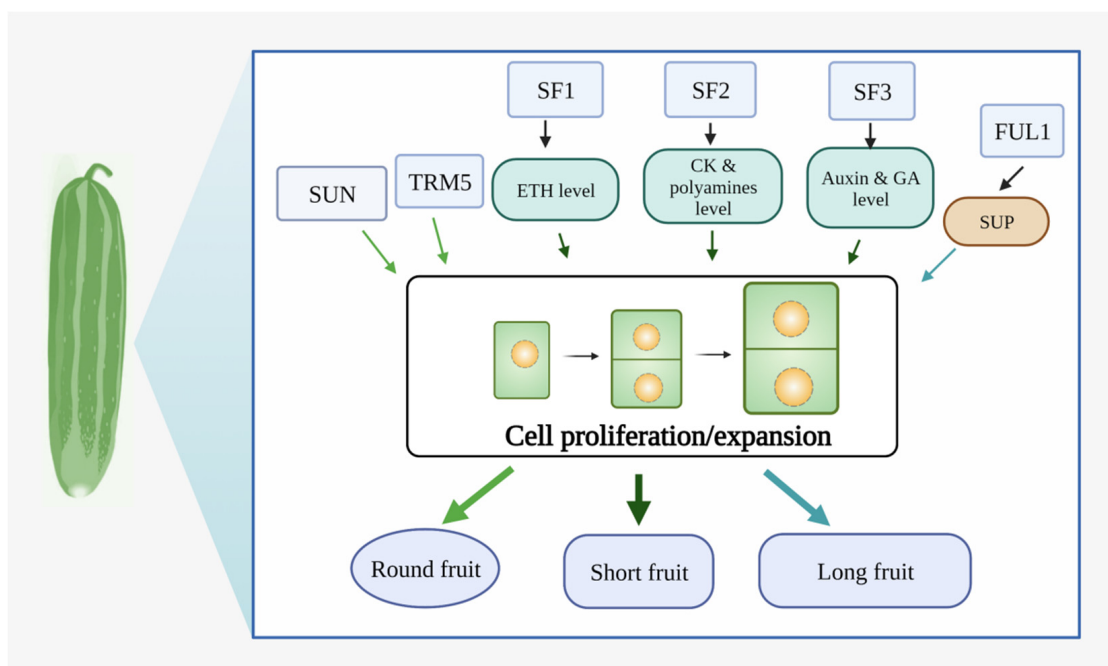 SF1
SF2
SF3
FUL1
SUN
TRM5
ETH level
CK &
polyamines
level
Auxin & GA
level
SUP
Cell proliferation/expansion
Round fruit
Short fruit
Long fruit